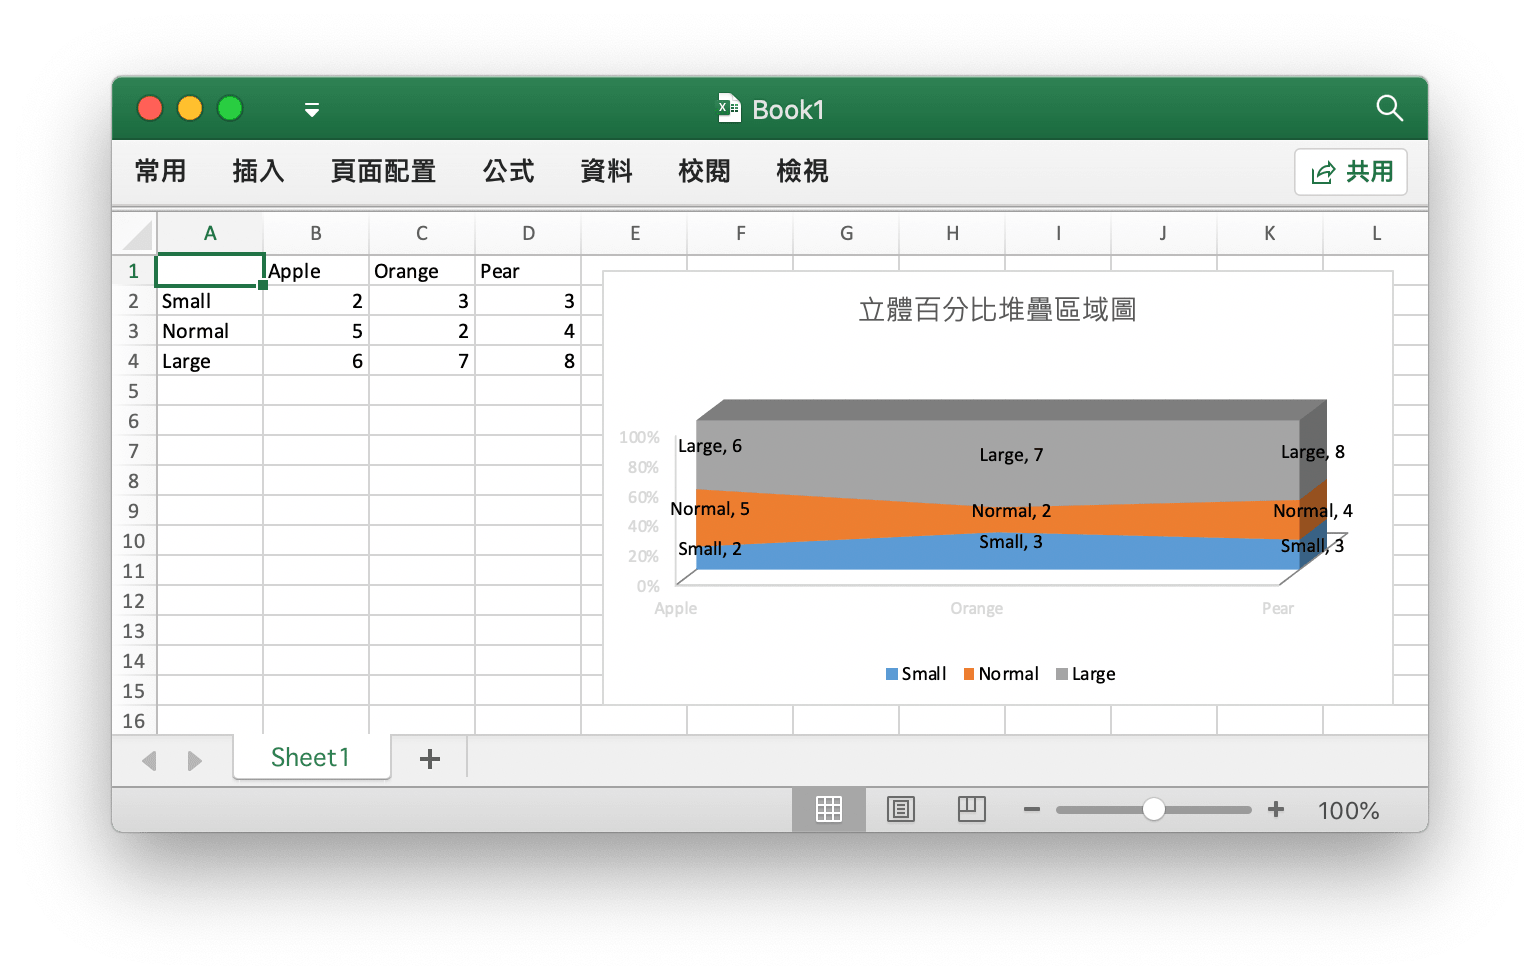 Book1
常用 插入 頁面配置 公式 資料 校閱 檢視 共用
A B C D E F G H I J K L
1 Apple Orange Pear
2 Small 2 3 3
3 Normal 5 2 4
4 Large 6 7 8
5
6
7
8
9
10
11
12
13
14
15
16
立體百分比堆疊區域圖
100%
80%
60%
40%
20%
0%
Large, 6 Large, 7 Large, 8
Normal, 5 Normal, 2 Normal, 4
Small, 2 Small, 3 Small, 3
Apple Orange Pear
Small Normal Large
Sheet1
100%